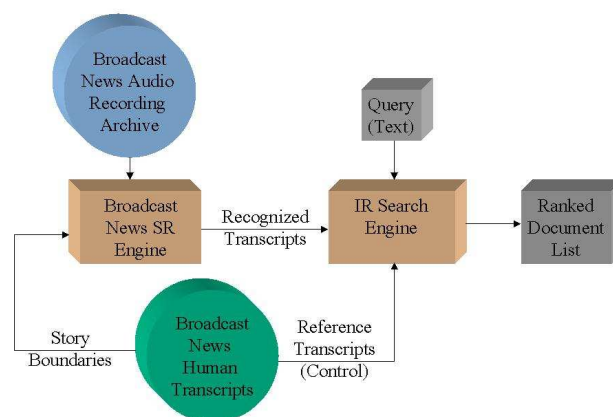 Broadcast
News Audio
Recording
Archive
Query
(Text)
Broadcast
News SR
Engine
Recognized
Transcripts
IR Search
Engine
Ranked
Document
List
Story
Boundaries
Broadcast
News
Human
Transcripts
Reference
Transcripts
(Control)